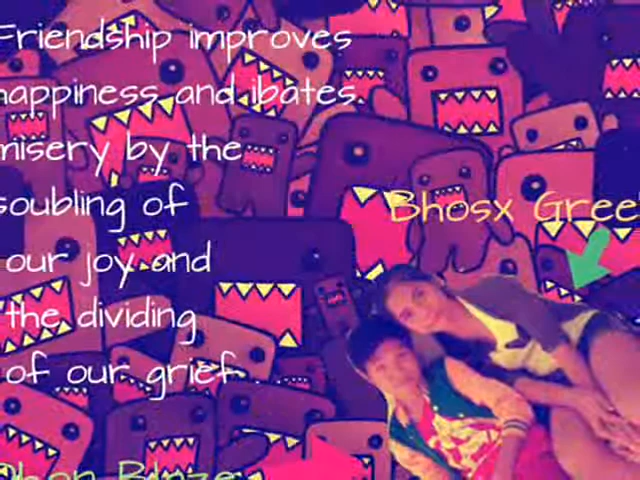 Friendship improves
happiness and ibates
misery by the
soubling of
our joy and
the dividing
of our grief
Bhosx Gree